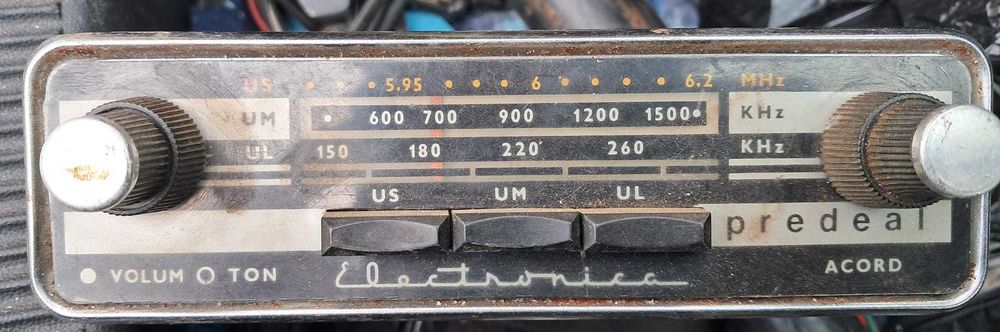 US 5.95 6 6.2 MHz
UM 600 700 900 1200 1500 KHz
UL 150 180 220 260 KHz
US UM UL
predeal
VOLUM TON Electronica ACORD